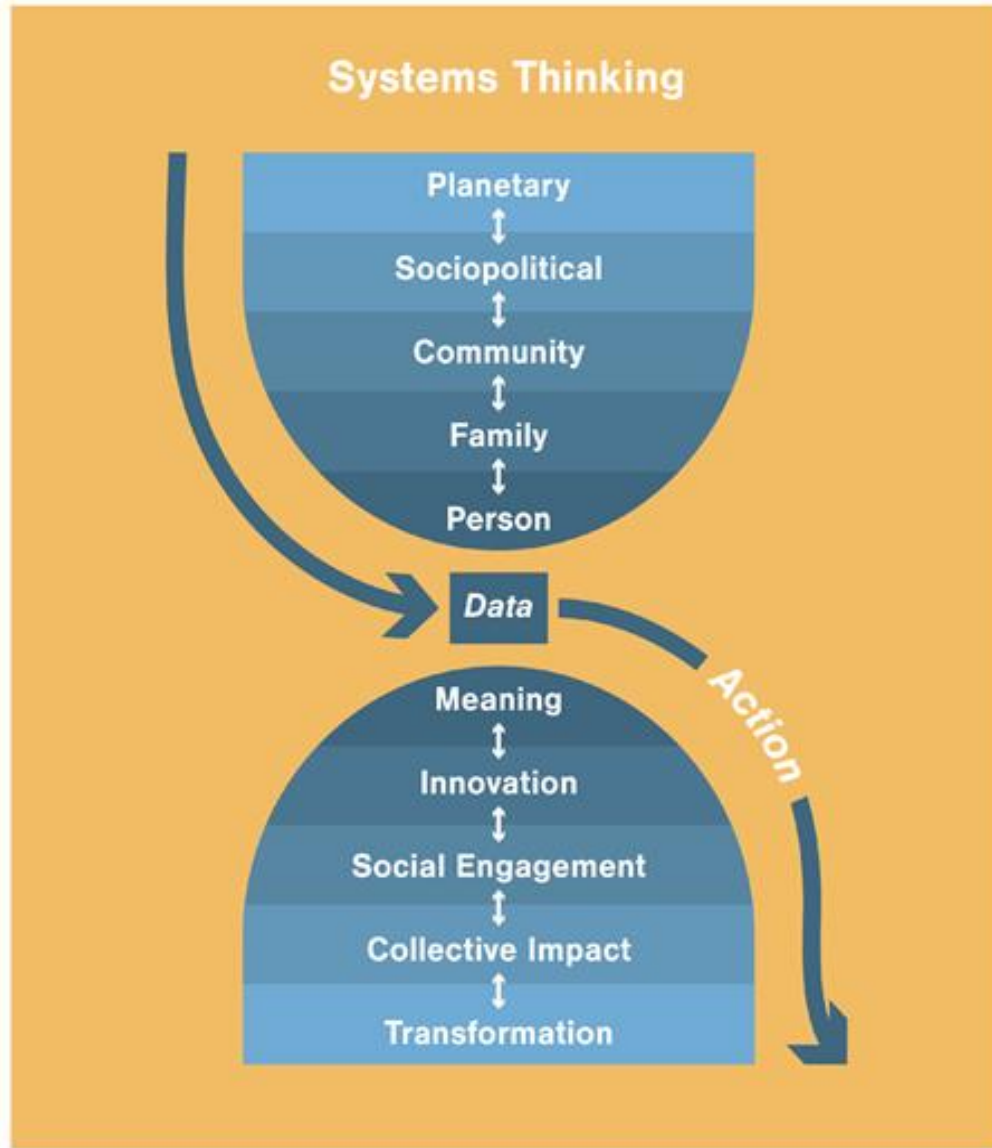 Systems Thinking
Planetary
Sociopolitical
Community
Family
Person
Data
Action
Meaning
Innovation
Social Engagement
Collective Impact
Transformation